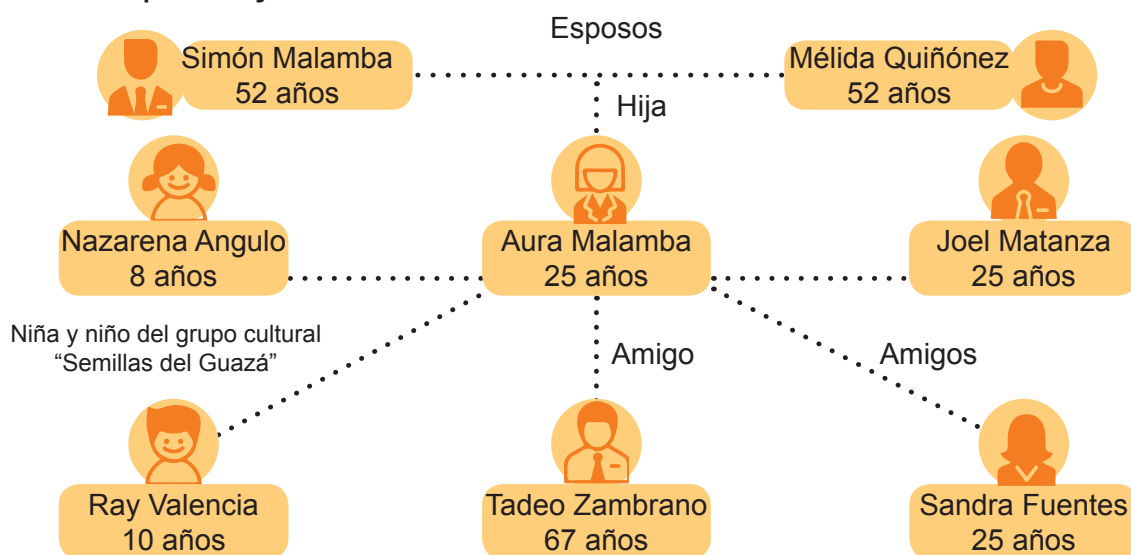 Esposos
Simón Malamba
52 años
Mélida Quiñónez
52 años
Hija
Nazarena Angulo
8 años
Aura Malamba
25 años
Joel Matanza
25 años
Niña y niño del grupo cultural
“Semillas del Guazá”
Amigo
Amigos
Ray Valencia
10 años
Tadeo Zambrano
67 años
Sandra Fuentes
25 años